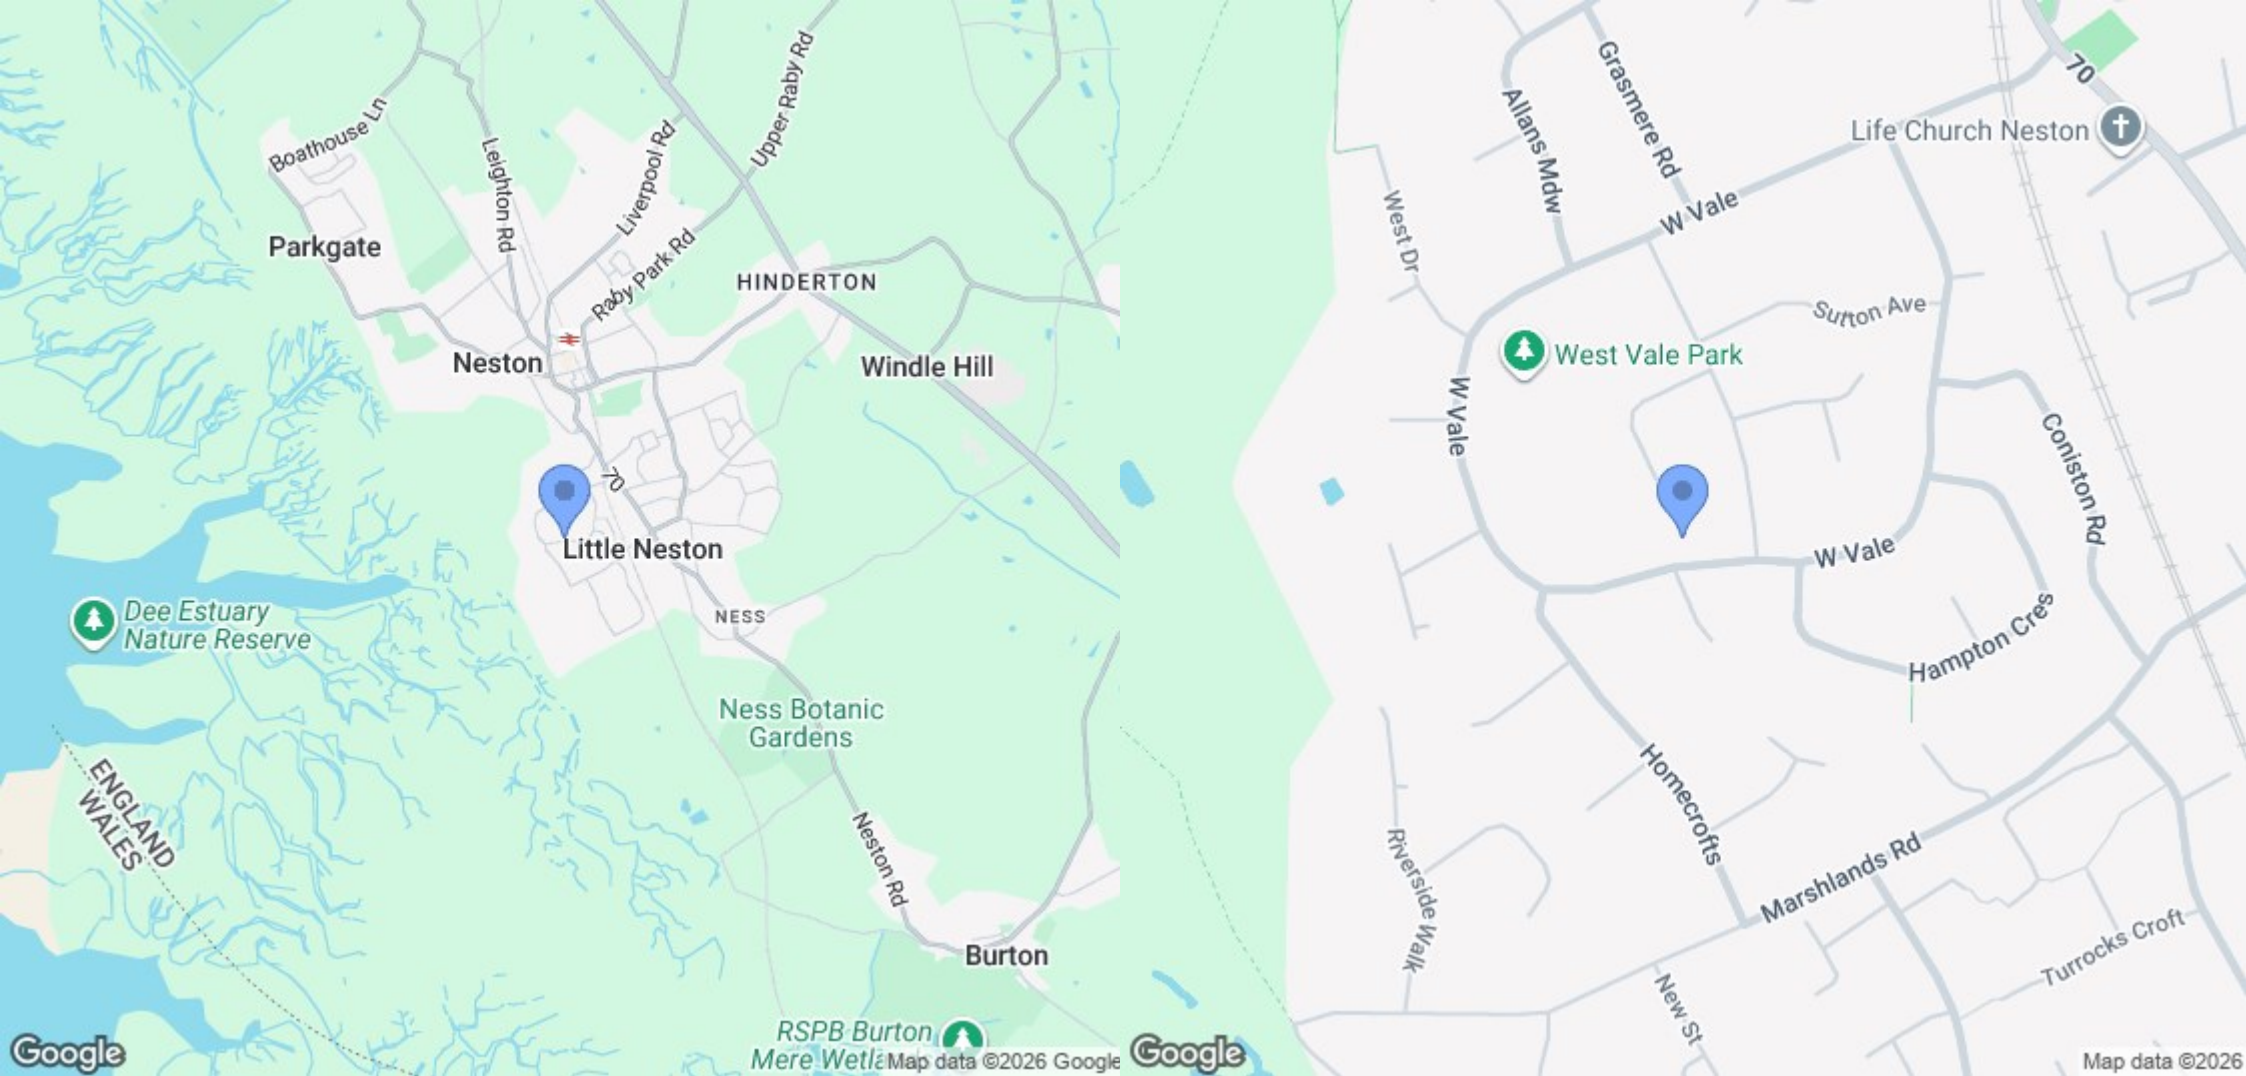 Boathouse Ln
Leighton Rd
Liverpool Rd
Upper Raby Rd
Raby Park Rd
Parkgate
HINDERTON
Neston
Windle Hill
70
Little Neston
NESS
Dee Estuary
Nature Reserve
Ness Botanic
Gardens
ENGLAND
WALES
Neston Rd
Burton
RSPB Burton
Mere Wetla
Google
Map data ©2026 Google
Grasmere Rd
Allans Mdw
70
Life Church Neston
West Dr
W Vale
Sutton Ave
West Vale Park
W Vale
Coniston Rd
W Vale
Hampton Cres
Homecrofts
Riverside Walk
Marshlands Rd
Turrocks Croft
New St
Google
Map data ©2026